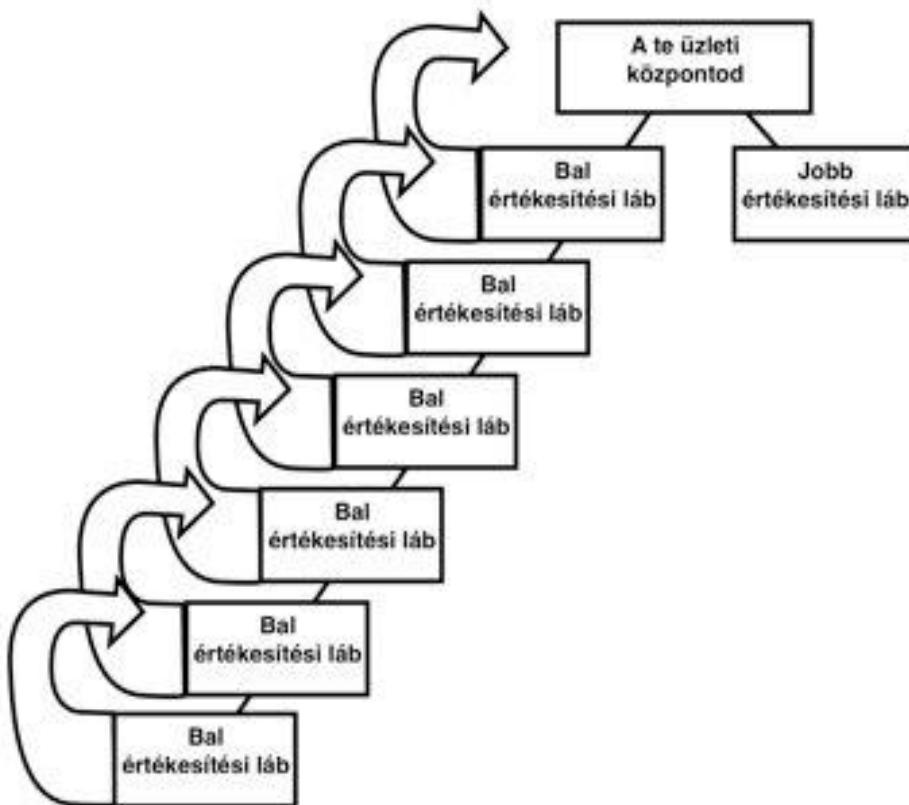 A te üzleti
központod
Bal
értékesítési láb
Jobb
értékesítési láb
Bal
értékesítési láb
Bal
értékesítési láb
Bal
értékesítési láb
Bal
értékesítési láb
Bal
értékesítési láb